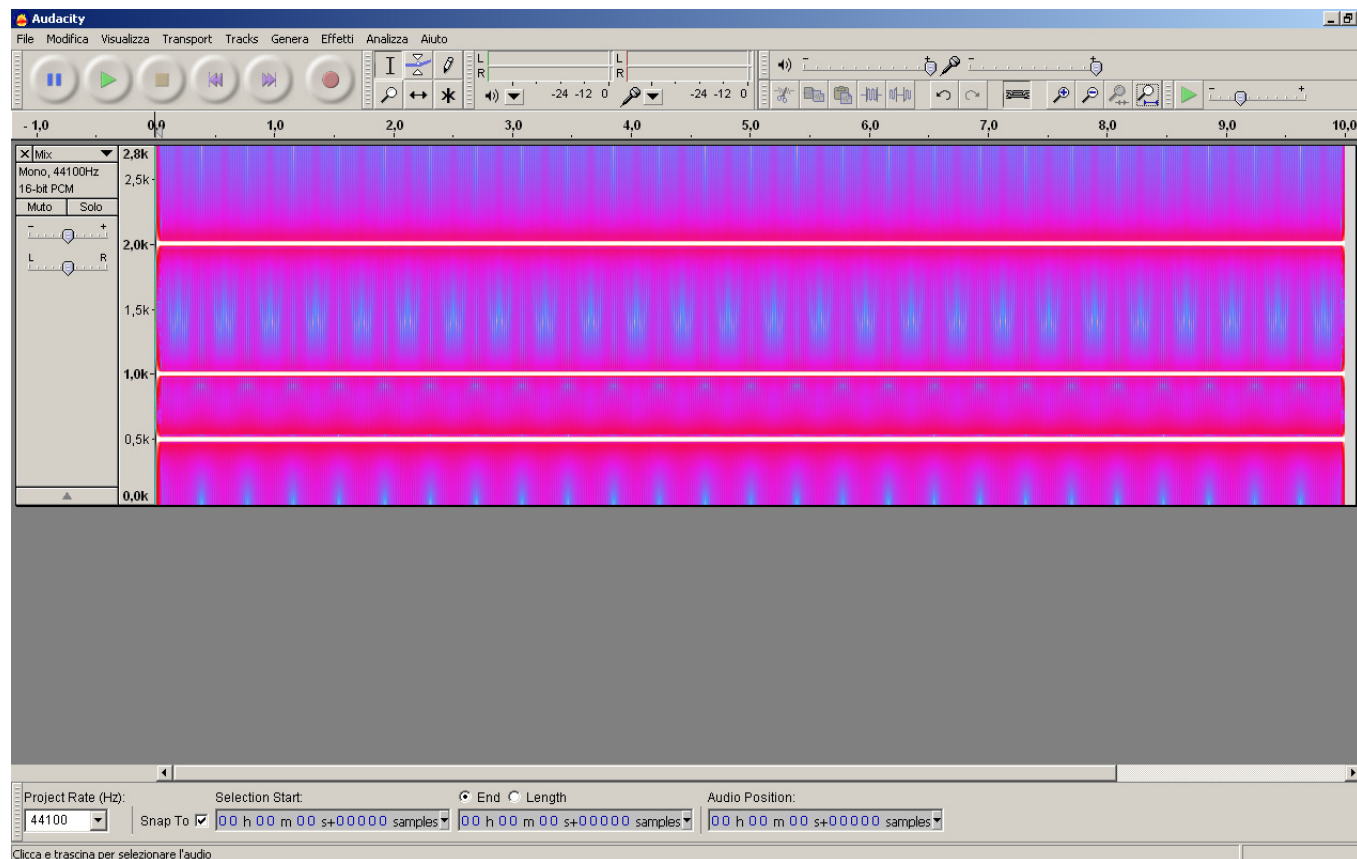 Audacity
File Modifica Visualizza Transport Tracks Genera Effetti Analizza Aiuto
L
R
L
R
-24 -12 0
-24 -12 0
- 1,0 0,0 1,0 2,0 3,0 4,0 5,0 6,0 7,0 8,0 9,0 10,0
Mix
Mono, 44100Hz
16-bit PCM
Muto Solo
- +
L R
2,8k
2,5k
2,0k
1,5k
1,0k
0,5k
0,0k
Project Rate (Hz): Selection Start: End Length Audio Position:
44100 Snap To 00 h 00 m 00 s+00000 samples 00 h 00 m 00 s+00000 samples 00 h 00 m 00 s+00000 samples
Clicca e trascina per selezionare l'audio